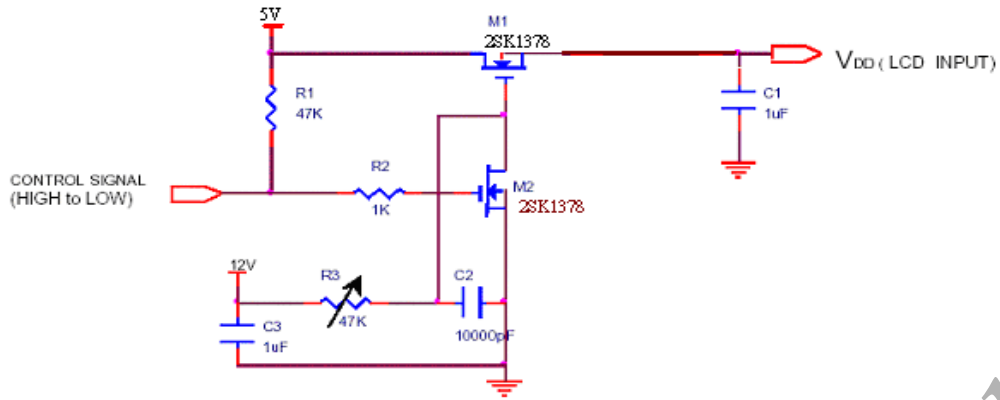 5V
M1
2SK1378
VDD ( LCD INPUT)
R1
47K
C1
1uF
R2
1K
CONTROL SIGNAL
(HIGH to LOW)
M2
2SK1378
12V
R3
47K
C2
10000pF
C3
1uF